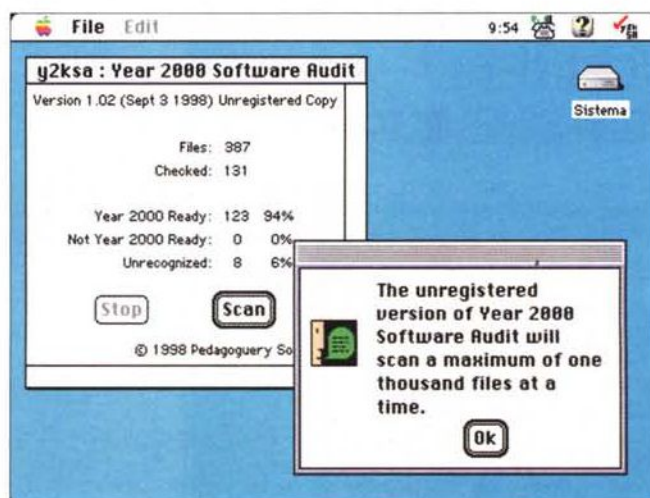 File Edit 9:54
y2ksa : Year 2000 Software Audit
Version 1.02 (Sept 3 1998) Unregistered Copy
Files: 387
Checked: 131
Year 2000 Ready: 123 94%
Not Year 2000 Ready: 0 0%
Unrecognized: 8 6%
Stop Scan
© 1998 Pedagoguery So
Sistema
The unregistered
version of Year 2000
Software Audit will
scan a maximum of one
thousand files at a
time.
Ok